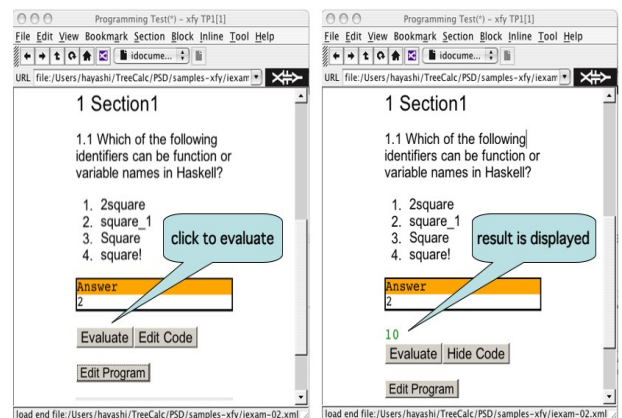 Programming Test(*) – xfy TP1[1]
File Edit View Bookmark Section Block Inline Tool Help
idocume...
URL file:/Users/hayashi/TreeCalc/PSD/samples-xfy/iexam
1 Section1
1.1 Which of the following
identifiers can be function or
variable names in Haskell?
1. 2square
2. square_1
3. Square
4. square!
click to evaluate
Answer
2
Evaluate Edit Code
Edit Program
load end file:/Users/hayashi/TreeCalc/PSD/samples-xfy/iexam-02.xml
Programming Test(*) – xfy TP1[1]
File Edit View Bookmark Section Block Inline Tool Help
idocume...
URL file:/Users/hayashi/TreeCalc/PSD/samples-xfy/iexam
1 Section1
1.1 Which of the following
identifiers can be function or
variable names in Haskell?
1. 2square
2. square_1
3. Square
4. square!
result is displayed
Answer
2
10
Evaluate Hide Code
Edit Program
load end file:/Users/hayashi/TreeCalc/PSD/samples-xfy/iexam-02.xml